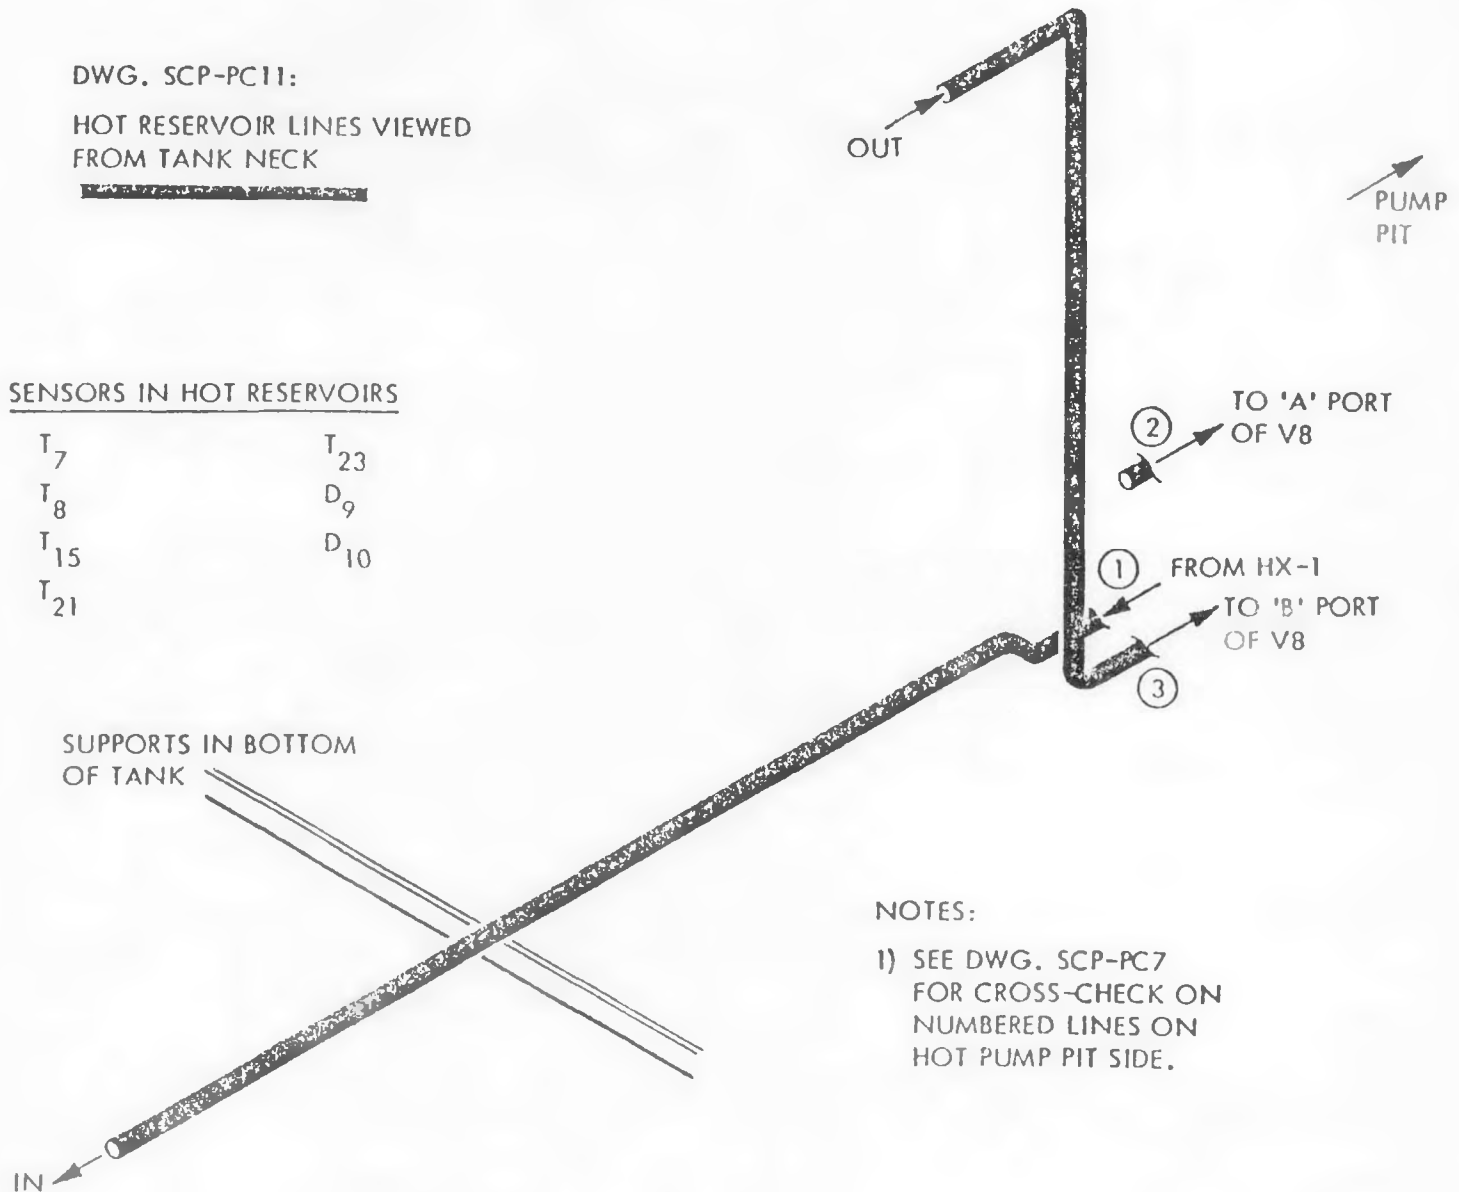 DWG. SCP-PC11:
HOT RESERVOIR LINES VIEWED
FROM TANK NECK
OUT
PUMP
PIT
SENSORS IN HOT RESERVOIRS
T7 T23
T8 D9
T15 D10
T21
2
TO 'A' PORT
OF V8
1
FROM HX-1
TO 'B' PORT
OF V8
3
SUPPORTS IN BOTTOM
OF TANK
NOTES:
1) SEE DWG. SCP-PC7
FOR CROSS-CHECK ON
NUMBERED LINES ON
HOT PUMP PIT SIDE.
IN